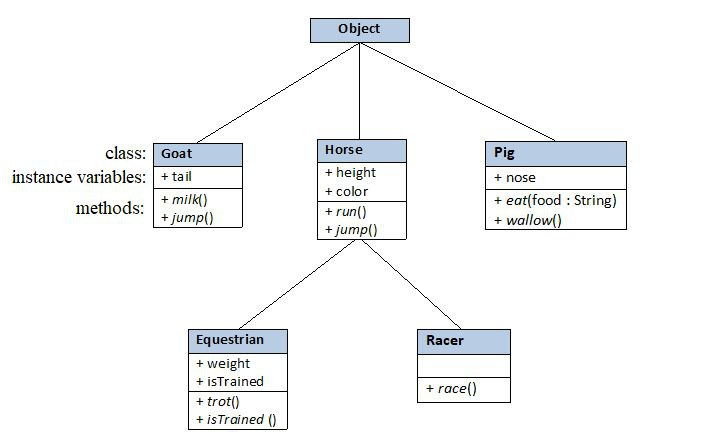 Object
class:
Goat
instance variables:
+ tail
methods:
+ milk()
+ jump()
Horse
+ height
+ color
+ run()
+ jump()
Pig
+ nose
+ eat(food : String)
+ wallow()
Equestrian
+ weight
+ isTrained
+ trot()
+ isTrained ()
Racer
+ race()